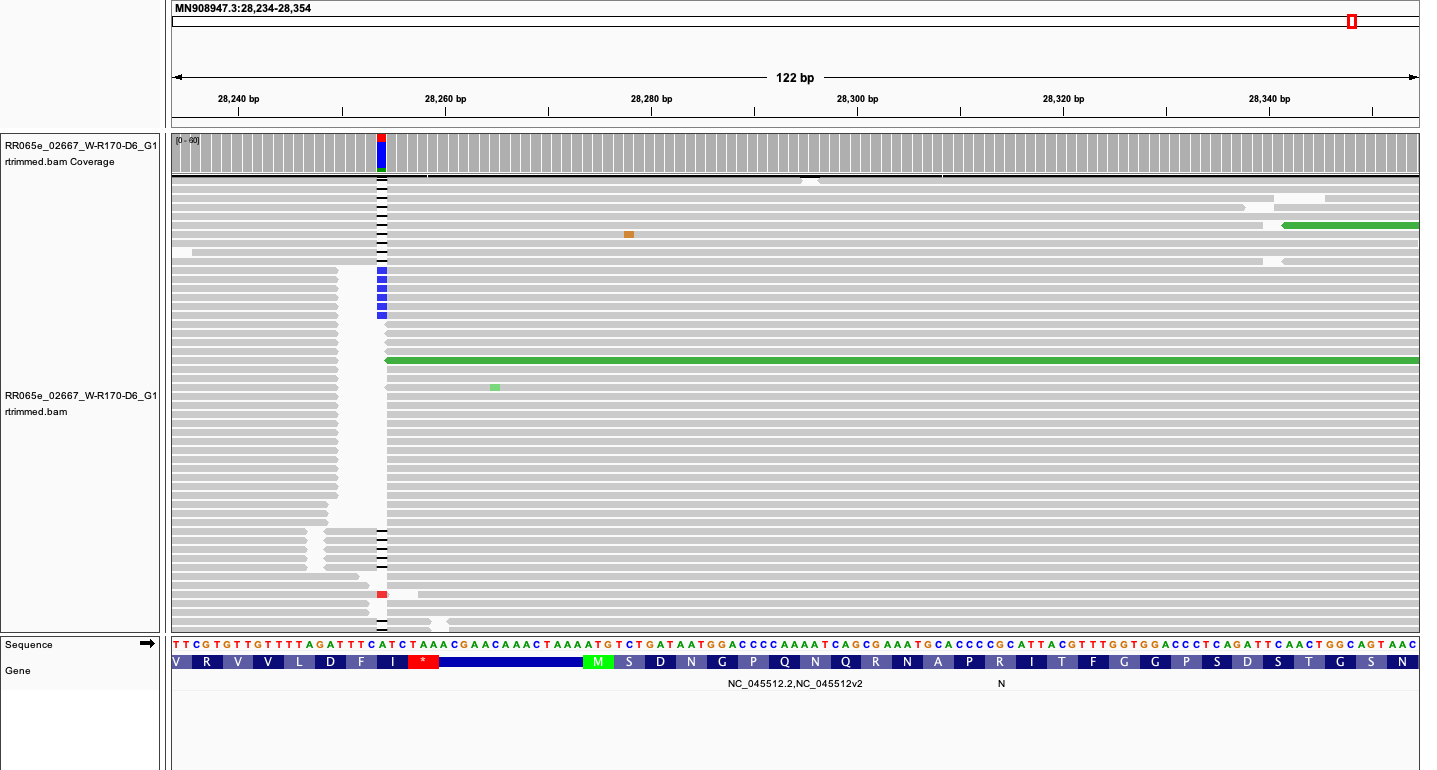 MN908947.3:28,234-28,354
122 bp
28,240 bp 28,260 bp 28,280 bp 28,300 bp 28,320 bp 28,340 bp
RR065e_02667_W-R170-D6_G1
rtrimmed.bam Coverage
[0 - 60]
RR065e_02667_W-R170-D6_G1
rtrimmed.bam
Sequence
TTCGTGTTGTTTTAGATTTCATCTAAACGAACAAACTAAAATGTCTGATAATGGACCCCAAAATCAGCGAAATGCACCCCGCATTACGTTTGGTGGACCCTCAGATTCAACTGGCAGTAAC
Gene
V R V V L D F I * M S D N G P Q N Q R N A P R I T F G G P S D S T G S N
NC_045512.2,NC_045512v2 N